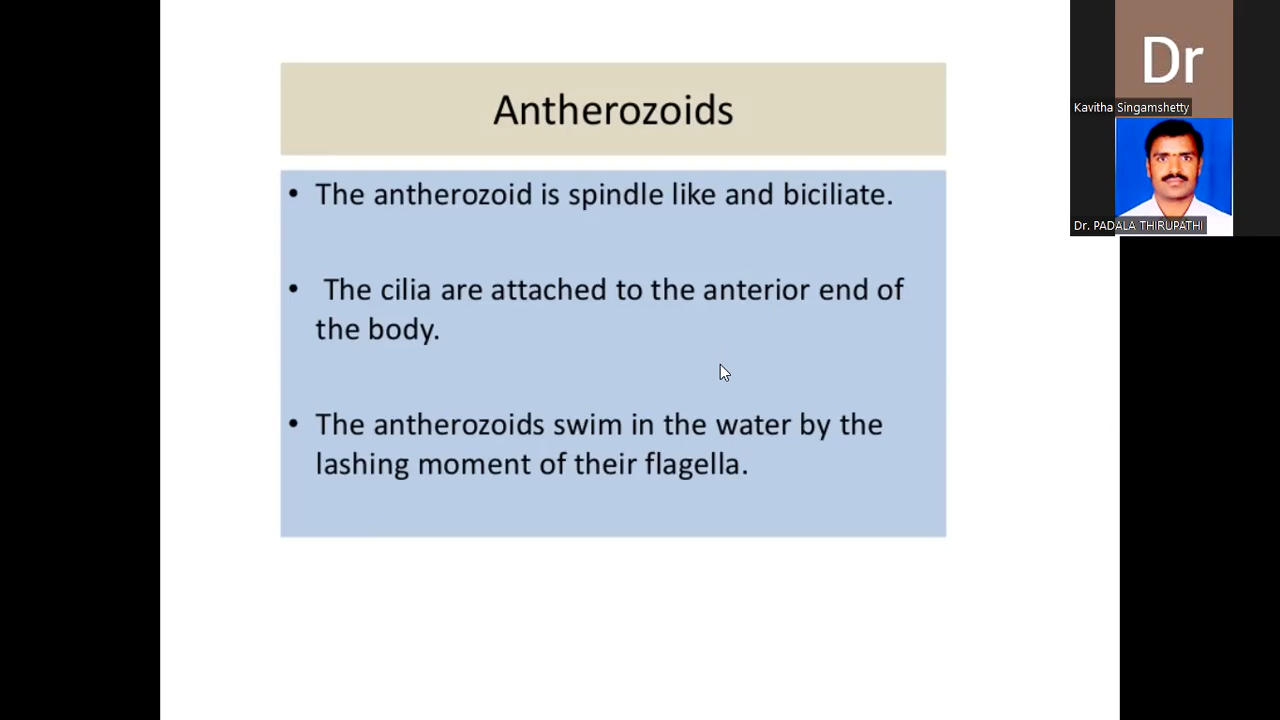 Antherozoids
• The antherozoid is spindle like and biciliate.
• The cilia are attached to the anterior end of
the body.
• The antherozoids swim in the water by the
lashing moment of their flagella.
Dr
Kavitha Singamshetty
Dr. PADALA THIRUPATHI